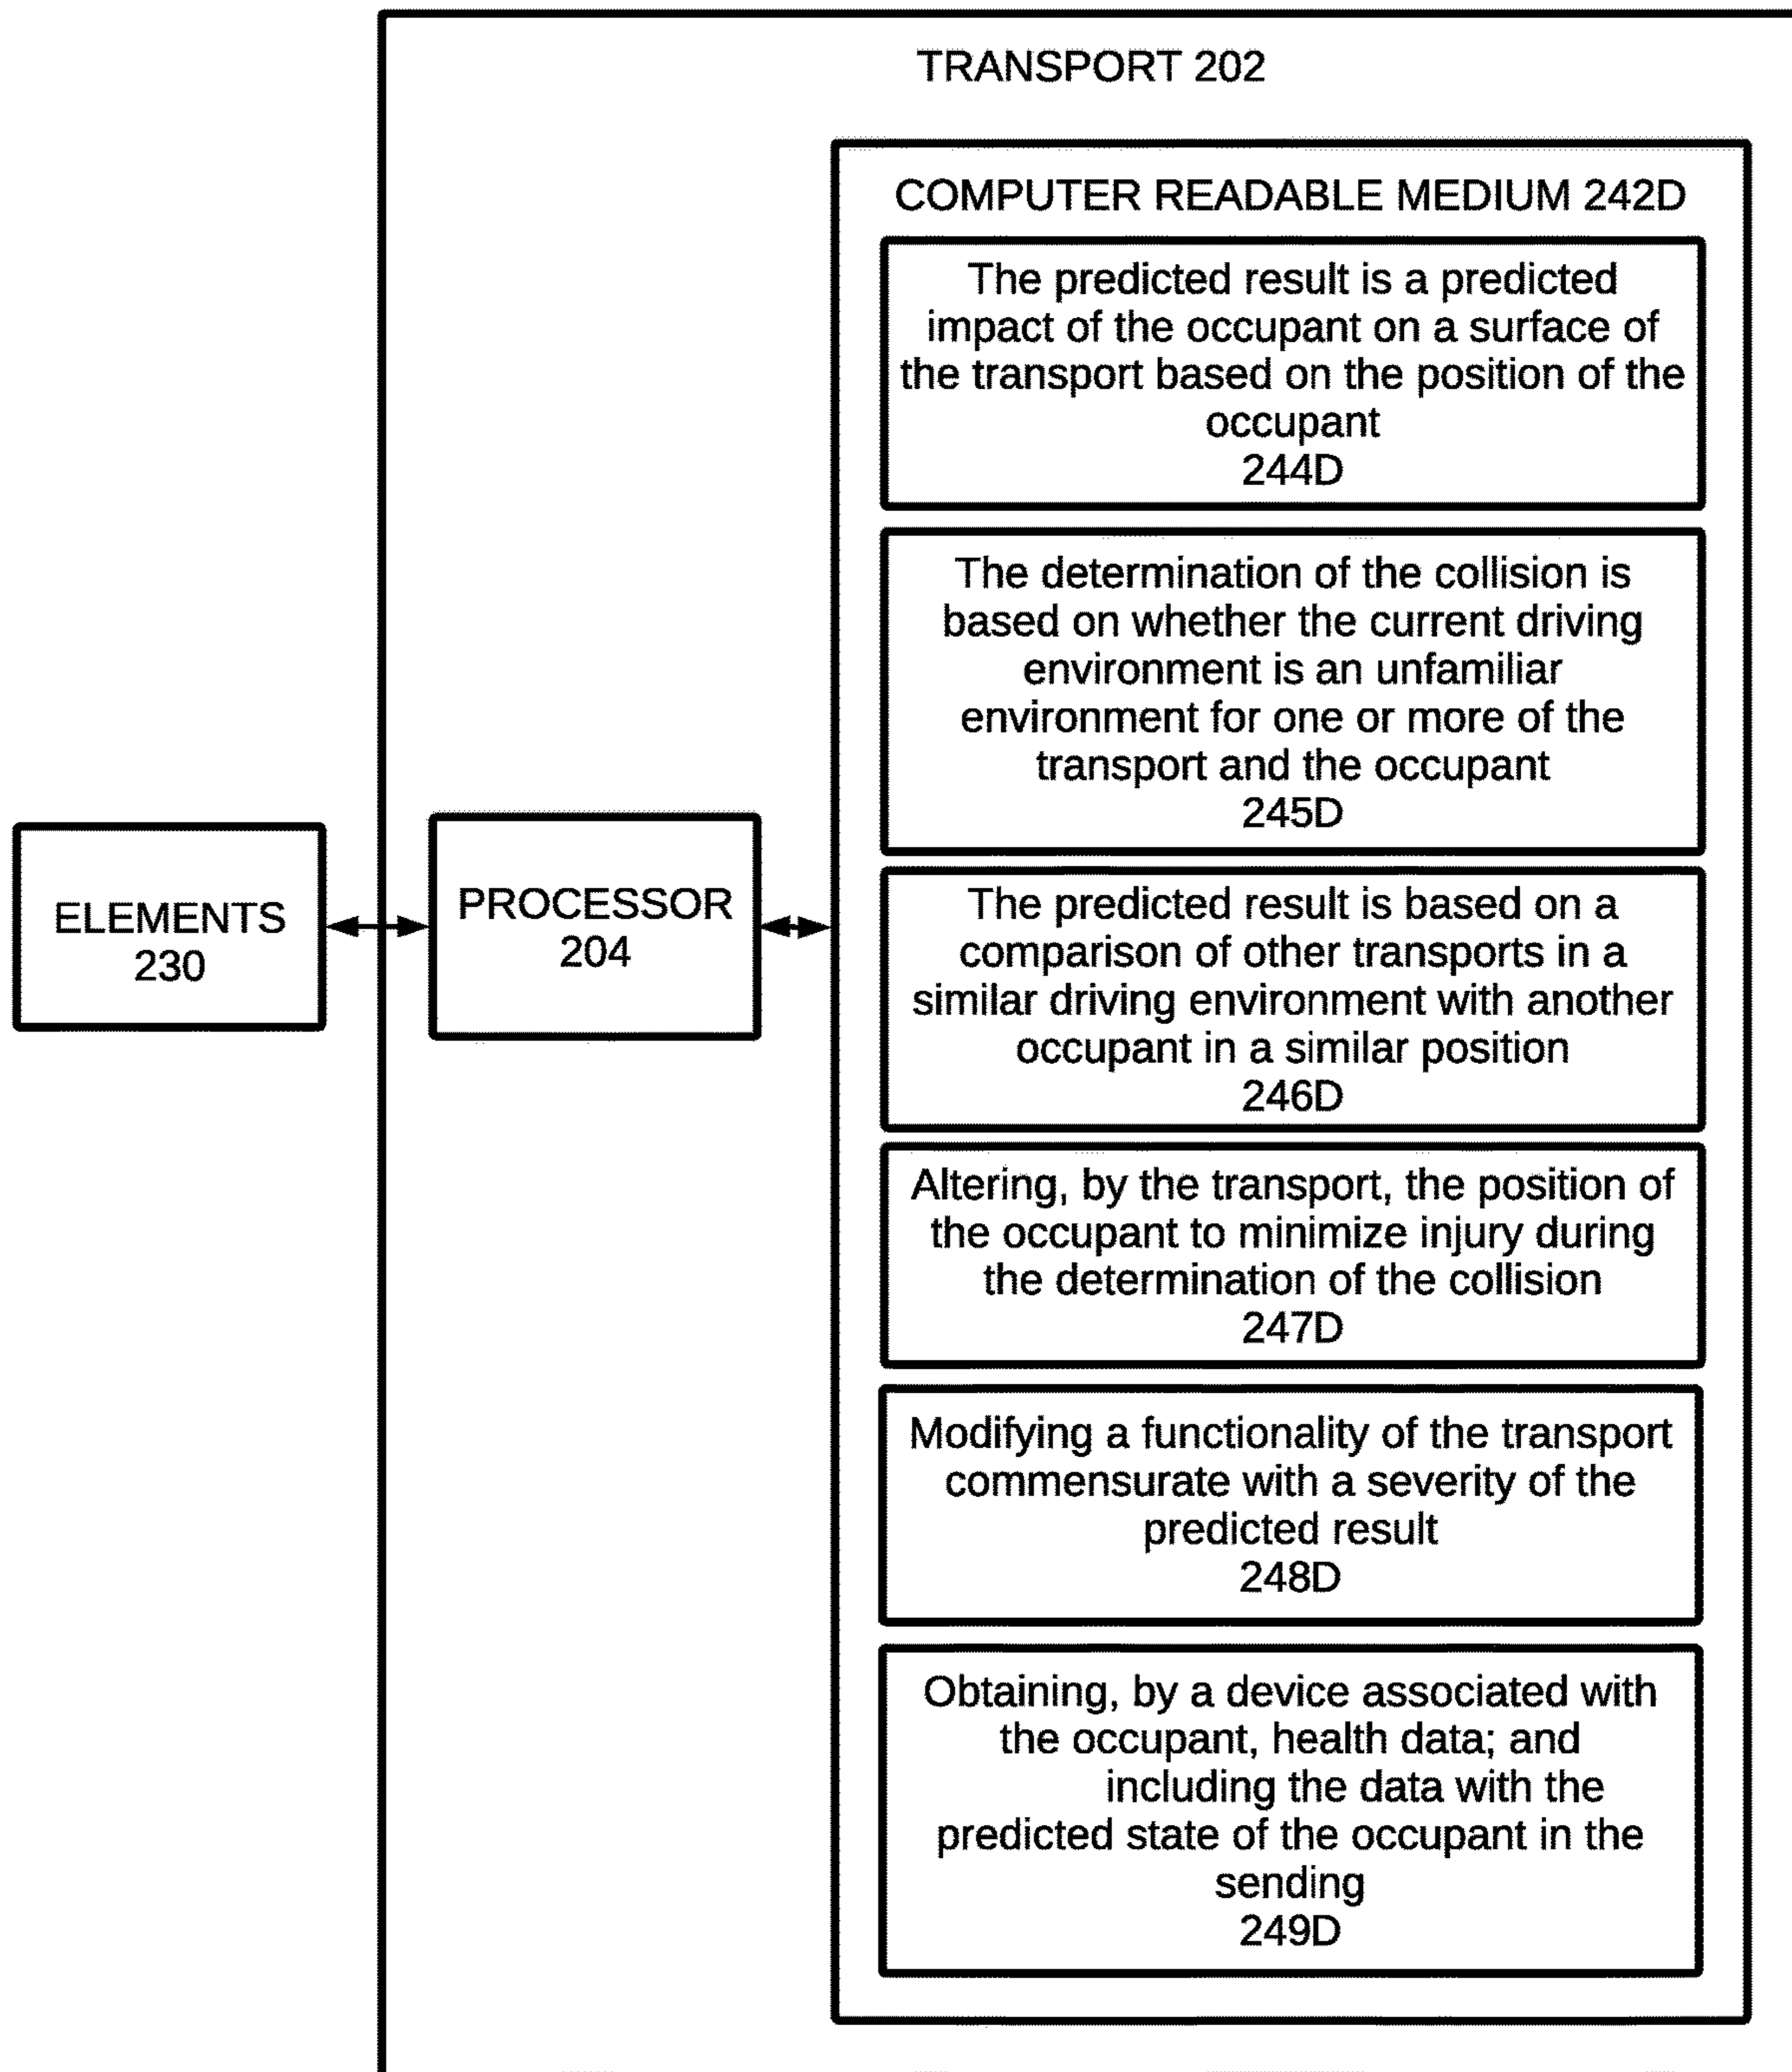 TRANSPORT 202
COMPUTER READABLE MEDIUM 242D
The predicted result is a predicted
impact of the occupant on a surface of
the transport based on the position of the
occupant
244D
The determination of the collision is
based on whether the current driving
environment is an unfamiliar
environment for one or more of the
transport and the occupant
245D
ELEMENTS
230
PROCESSOR
204
The predicted result is based on a
comparison of other transports in a
similar driving environment with another
occupant in a similar position
246D
Altering, by the transport, the position of
the occupant to minimize injury during
the determination of the collision
247D
Modifying a functionality of the transport
commensurate with a severity of the
predicted result
248D
Obtaining, by a device associated with
the occupant, health data; and
including the data with the
predicted state of the occupant in the
sending
249D